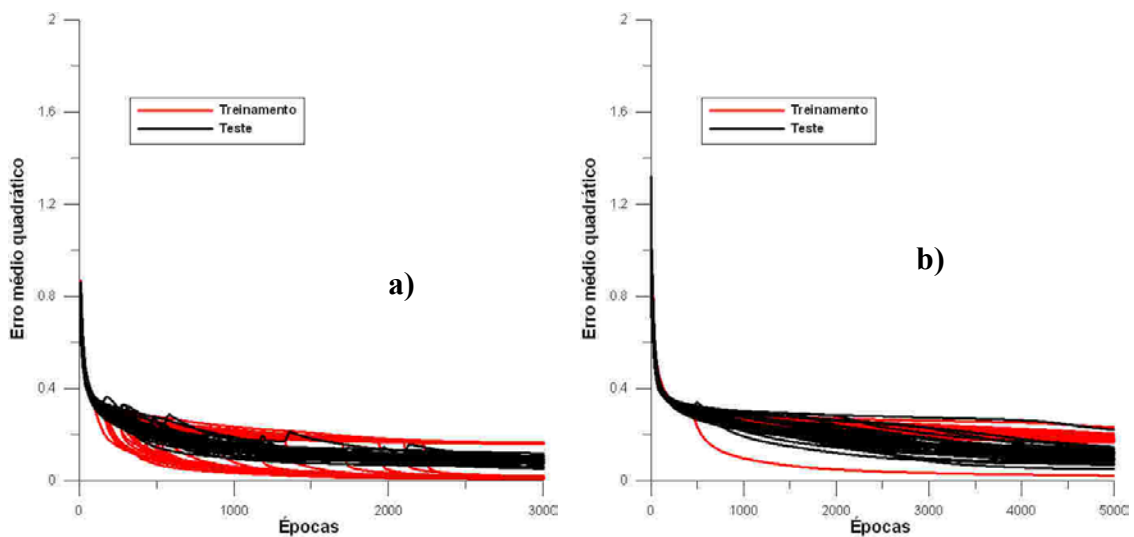 2
1.6
1.2
0.8
0.4
0
Erro médio quadrático
Treinamento
Teste
a)
0
1000
2000
3000
Épocas
2
1.6
1.2
0.8
0.4
0
Erro médio quadrático
Treinamento
Teste
b)
0
1000
2000
3000
4000
5000
Épocas